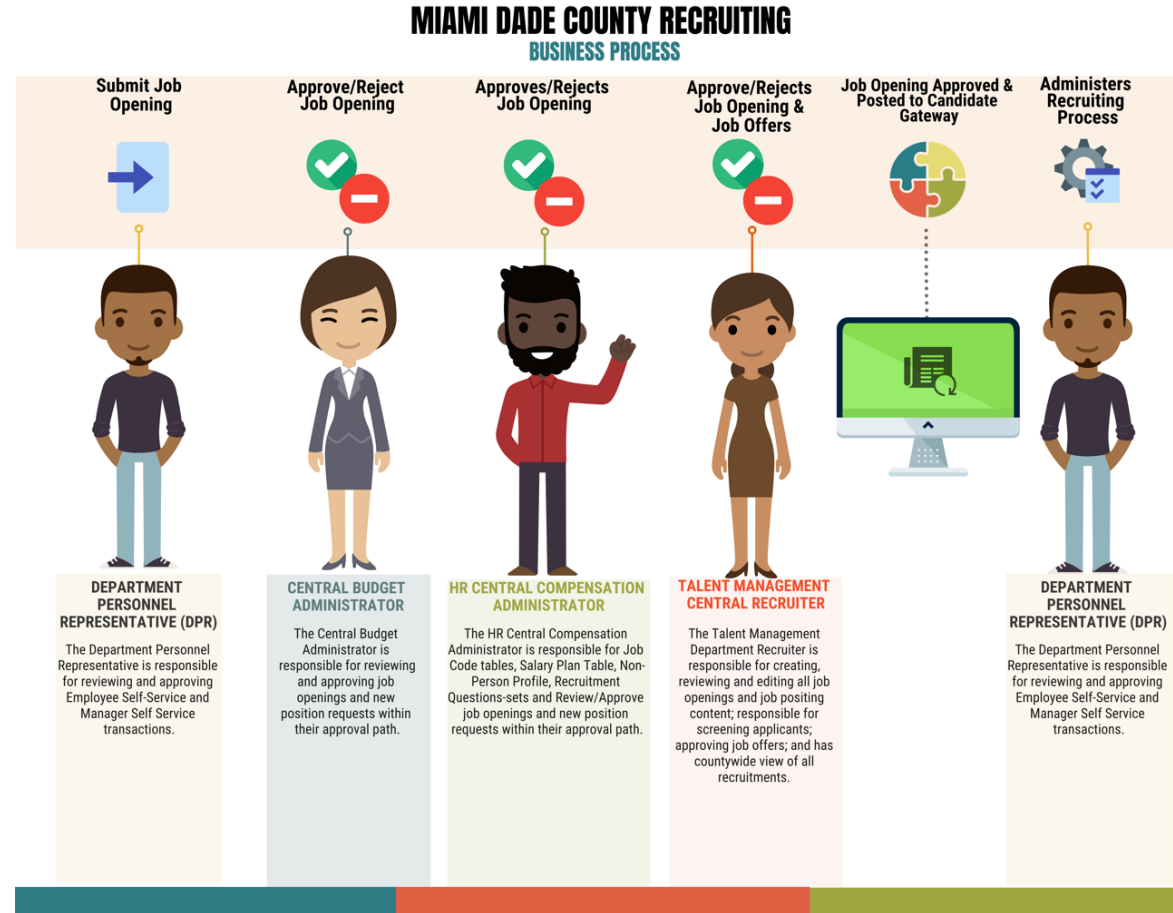 MIAMI DADE COUNTY RECRUITING
BUSINESS PROCESS
Submit Job
Opening
Approve/Reject
Job Opening
Approves/Rejects
Job Opening
Approve/Rejects
Job Opening &
Job Offers
Job Opening Approved &
Posted to Candidate
Gateway
Administers
Recruiting
Process
DEPARTMENT
PERSONNEL
REPRESENTATIVE (DPR)
The Department Personnel
Representative is responsible
for reviewing and approving
Employee Self-Service and
Manager Self Service
transactions.
CENTRAL BUDGET
ADMINISTRATOR
The Central Budget
Administrator is
responsible for reviewing
and approving job
openings and new
position requests within
their approval path.
HR CENTRAL COMPENSATION
ADMINISTRATOR
The HR Central Compensation
Administrator is responsible for Job
Code tables, Salary Plan Table, Non-
Person Profile, Recruitment
Questions-sets and Review/Approve
job openings and new position
requests within their approval path.
TALENT MANAGEMENT
CENTRAL RECRUITER
The Talent Management
Department Recruiter is
responsible for creating,
reviewing and editing all job
openings and job positing
content; responsible for
screening applicants;
approving job offers; and has
countywide view of all
recruitments.
DEPARTMENT
PERSONNEL
REPRESENTATIVE (DPR)
The Department Personnel
Representative is responsible
for reviewing and approving
Employee Self-Service and
Manager Self Service
transactions.